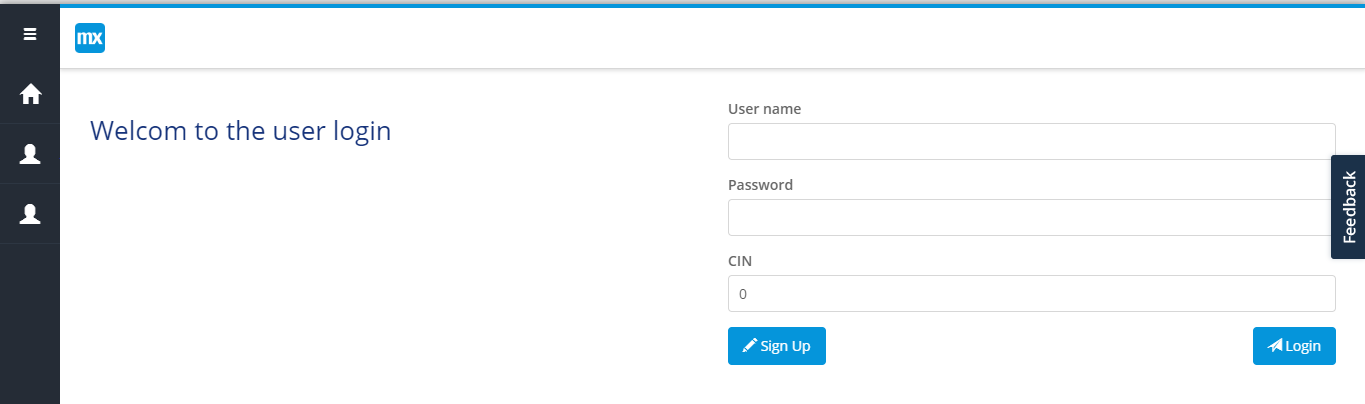 mx
Welcom to the user login
User name
Password
CIN
0
Sign Up
Login
Feedback